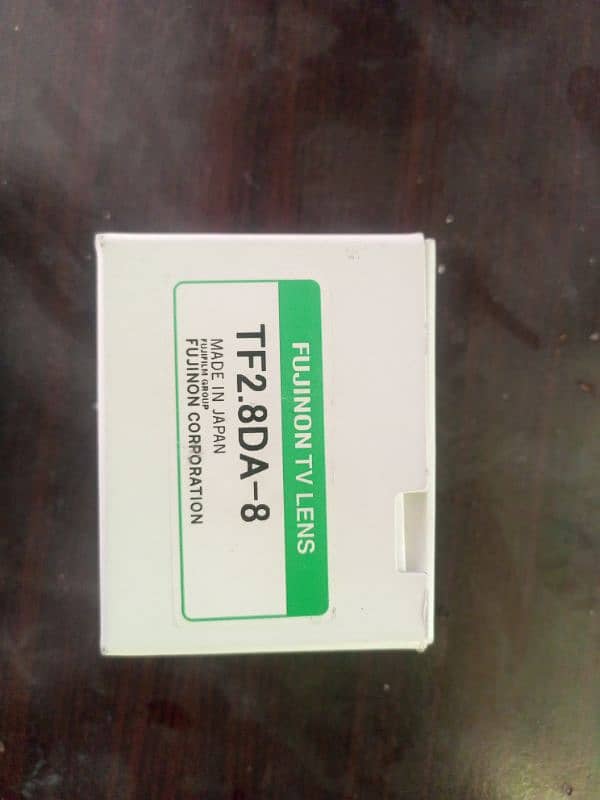 FUJINON TV LENS
TF2.8DA-8
MADE IN JAPAN
FUJIFILM GROUP
FUJINON CORPORATION